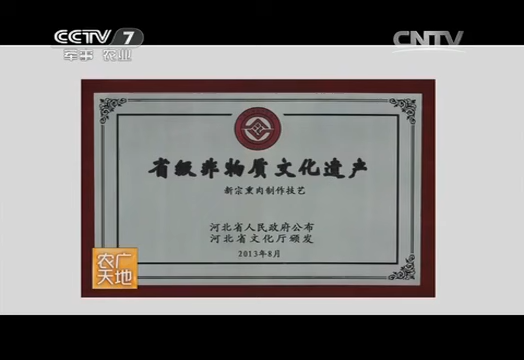 CCTV 7
军事 农业
CNTV
省级非物质文化遗产
新宗熏肉制作技艺
河北省人民政府公布
河北省文化厅颁发
2013年8月
农广
天地